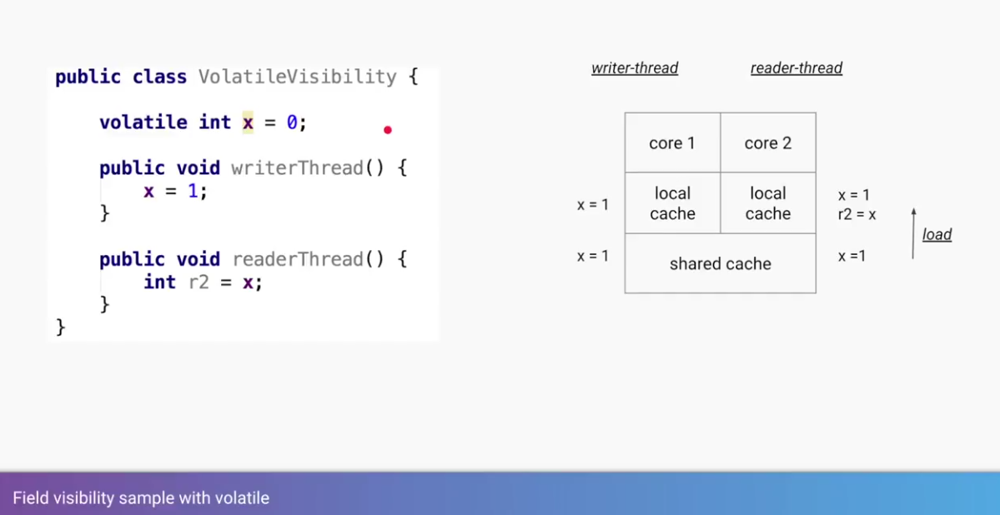 public class VolatileVisibility {
volatile int x = 0;
public void writerThread() {
x = 1;
}
public void readerThread() {
int r2 = x;
}
}
writer-thread
reader-thread
core 1
core 2
x = 1
local
cache
local
cache
x = 1
r2 = x
load
x = 1
shared cache
x =1
Field visibility sample with volatile